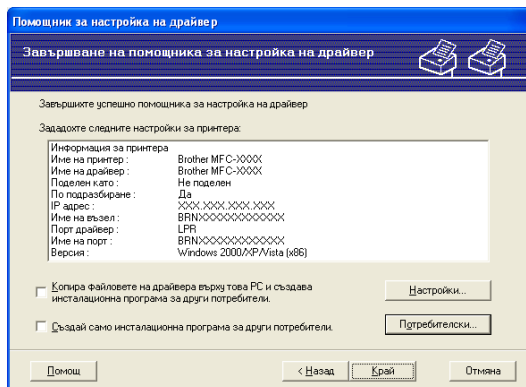 Помощник за настройка на драйвер
Завършване на помощника за настройка на драйвер
Завършихте успешно помощника за настройка на драйвер
Зададохте следните настройки за принтера:
Информация за принтера
Име на принтер : Brother MFC-XXXX
Име на драйвер : Brother MFC-XXXX
Поделен като : Не поделен
По подразбиране : Да
IP адрес : XXX.XXX.XXX.XXX
Име на възел : BRNXXXXXXXXXXXX
Порт драйвер : LPR
Име на порт : BRNXXXXXXXXXXXX
Версия : Windows 2000/XP/Vista (x86)
Копира файловете на драйвера върху това PC и създава
инсталационна програма за други потребители.
Настройки...
Създай само инсталационна програма за други потребители.
Потребителски...
Помощ
< Назад
Край
Отмяна